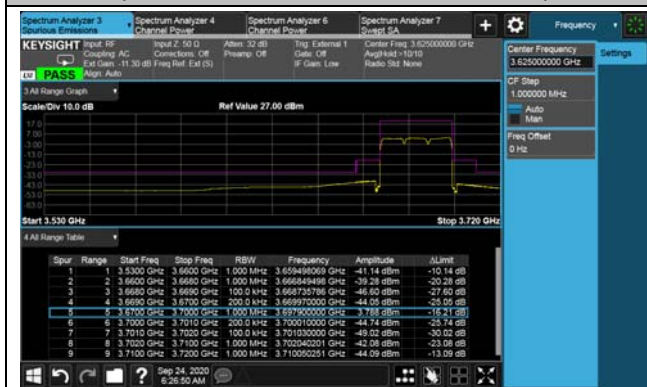 Spectrum Analyzer 3
Spurious Emissions
Spectrum Analyzer 4
Channel Power
Spectrum Analyzer 6
Channel Power
Spectrum Analyzer 7
Swept SA
+
Frequency
KEYSIGHT
Input: RF
Coupling: AC
Ext Gain: -11.30 dB
Align: Auto
Input Z: 50 Ω
Corrections: Off
Freq Ref: Ext (S)
Atten: 32 dB
Preamp: Off
Trig: External 1
Gate: Off
IF Gain: Low
Center Freq: 3.625000000 GHz
Avg|Hold:>10/10
Radio Std: None
LXI
PASS
Center Frequency
3.625000000 GHz
Settings
CF Step
1.000000 MHz
Auto
Man
Freq Offset
0 Hz
3 All Range Graph
Scale/Div 10.0 dB
Ref Value 27.00 dBm
17.0
7.00
-3.00
-13.0
-23.0
-33.0
-43.0
-53.0
-63.0
Start 3.530 GHz
Stop 3.720 GHz
4 All Range Table
Spur Range Start Freq Stop Freq RBW Frequency Amplitude ΔLimit
1 1 3.5300 GHz 3.6600 GHz 1.000 MHz 3.659498069 GHz -41.14 dBm -10.14 dB
2 2 3.6600 GHz 3.6680 GHz 1.000 MHz 3.666849498 GHz -39.28 dBm -20.28 dB
3 3 3.6680 GHz 3.6690 GHz 100.0 kHz 3.668735786 GHz -46.60 dBm -27.60 dB
4 4 3.6690 GHz 3.6700 GHz 200.0 kHz 3.669970000 GHz -44.05 dBm -25.05 dB
5 5 3.6700 GHz 3.7000 GHz 1.000 MHz 3.697900000 GHz 3.788 dBm -16.21 dB
6 6 3.7000 GHz 3.7010 GHz 200.0 kHz 3.700010000 GHz -44.74 dBm -25.74 dB
7 7 3.7010 GHz 3.7020 GHz 100.0 kHz 3.701030000 GHz -49.02 dBm -30.02 dB
8 8 3.7020 GHz 3.7100 GHz 1.000 MHz 3.702040201 GHz -42.08 dBm -23.08 dB
9 9 3.7100 GHz 3.7200 GHz 1.000 MHz 3.710050251 GHz -44.09 dBm -13.09 dB
?
Sep 24, 2020
6:26:50 AM